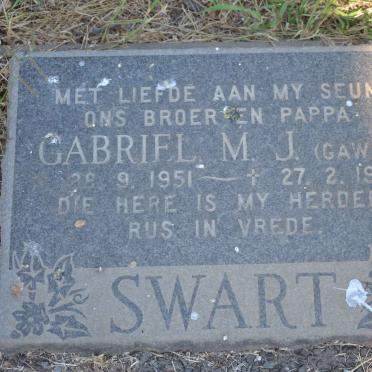 MET LIEFDE AAN MY SEUN
ONS BROER EN PAPPA
GABRIEL M. J. (GAW
* 28. 9. 1951 ~ + 27. 2. 19
DIE HERE IS MY HERDER
RUS IN VREDE.
SWART